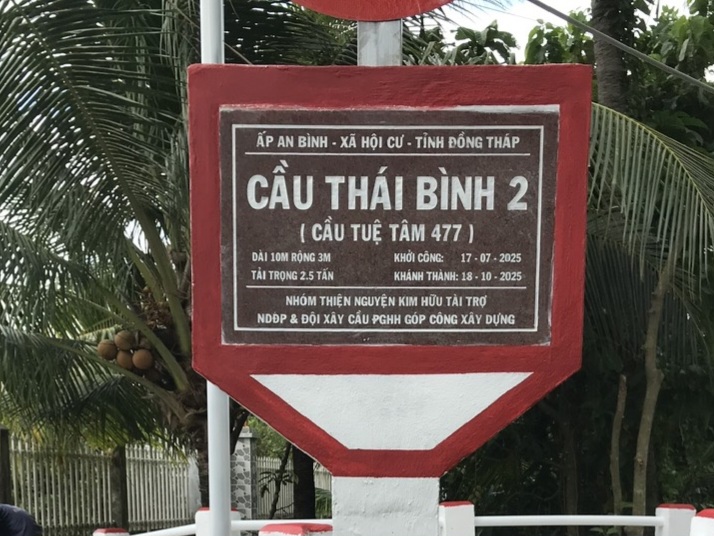 ẤP AN BÌNH - XÃ HỘI CƯ - TỈNH ĐỒNG THÁP
CẦU THÁI BÌNH 2
( CẦU TUỆ TÂM 477 )
DÀI 10M RỘNG 3M KHỞI CÔNG: 17 - 07 - 2025
TẢI TRỌNG 2.5 TẤN KHÁNH THÀNH: 18 - 10 - 2025
NHÓM THIỆN NGUYỆN KIM HỮU TÀI TRỢ
NDĐP & ĐỘI XÂY CẦU PGHH GÓP CÔNG XÂY DỰNG